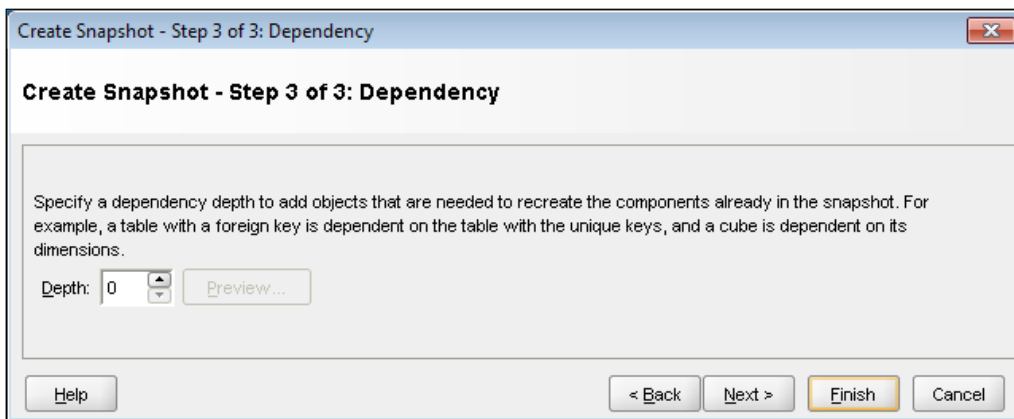 Create Snapshot - Step 3 of 3: Dependency
Create Snapshot - Step 3 of 3: Dependency
Specify a dependency depth to add objects that are needed to recreate the components already in the snapshot. For
example, a table with a foreign key is dependent on the table with the unique keys, and a cube is dependent on its
dimensions.
Depth: 0 Preview...
Help < Back Next > Finish Cancel